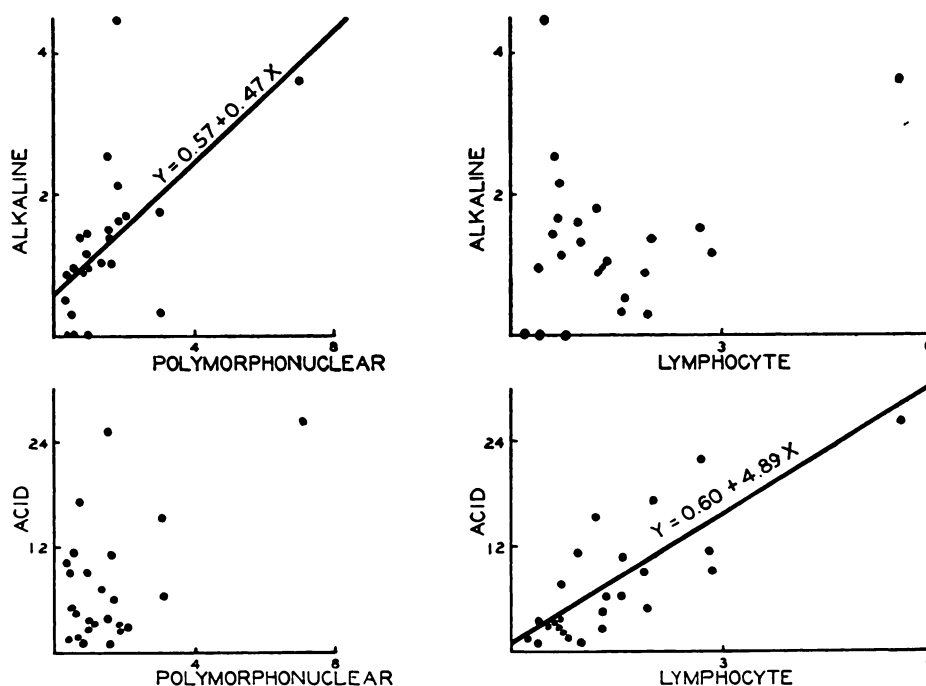 4
2
ALKALINE
Y = 0.57 + 0.47 X
4
8
POLYMORPHONUCLEAR
4
2
ALKALINE
3
LYMPHOCYTE
24
12
ACID
4
8
POLYMORPHONUCLEAR
24
12
ACID
Y = 0.60 + 4.89 X
3
LYMPHOCYTE